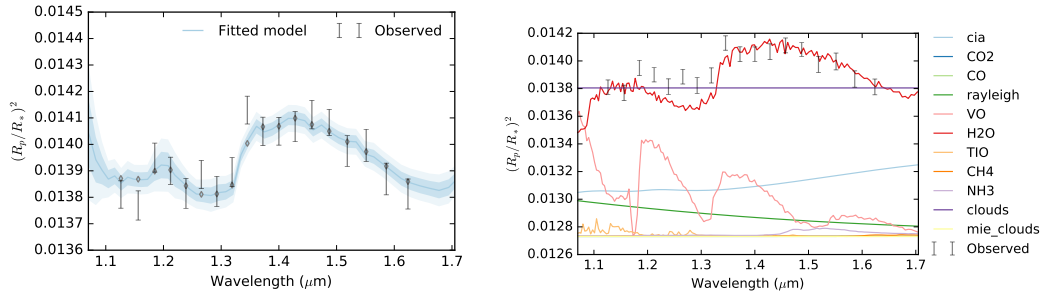 0.0145
0.0144
0.0143
0.0142
0.0141
0.0140
0.0139
0.0138
0.0137
0.0136
(R_p/R_*)^2
Fitted model
Observed
1.1 1.2 1.3 1.4 1.5 1.6 1.7
Wavelength (μm)
0.0142
0.0140
0.0138
0.0136
0.0134
0.0132
0.0130
0.0128
0.0126
(R_p/R_*)^2
1.1 1.2 1.3 1.4 1.5 1.6 1.7
Wavelength (μm)
cia
CO2
CO
rayleigh
VO
H2O
TIO
CH4
NH3
clouds
mie_clouds
Observed